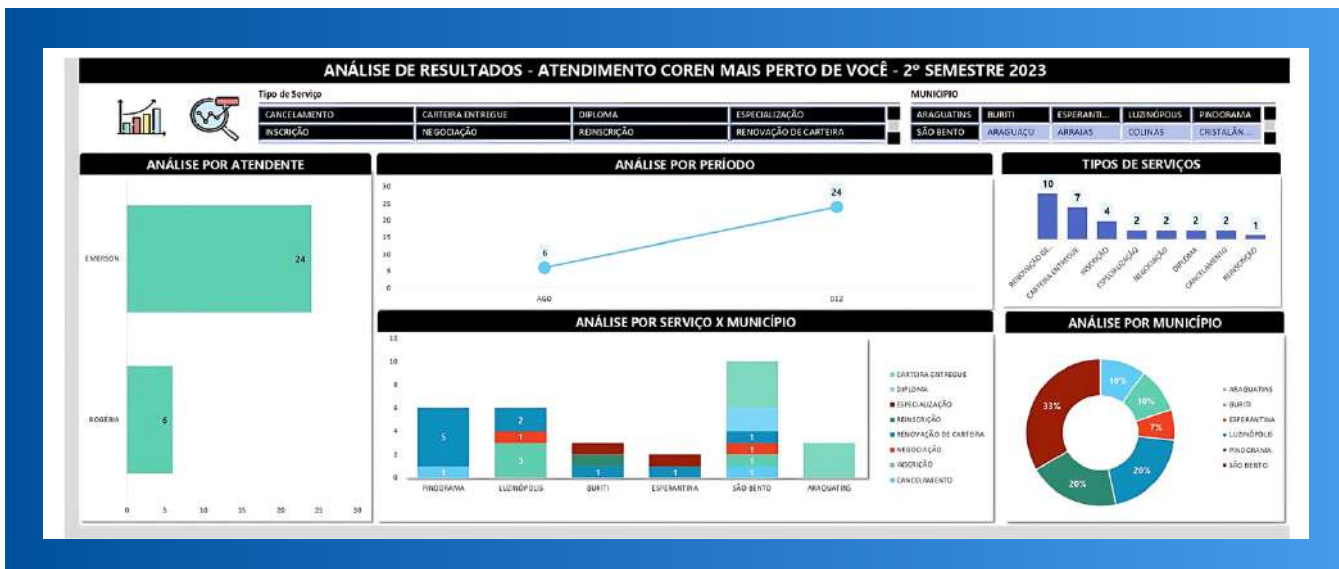 ANÁLISE DE RESULTADOS - ATENDIMENTO COREN MAIS PERTO DE VOCÊ - 2º SEMESTRE 2023
Tipo de Serviço
CANCELAMENTO CARTEIRA ENTREGUE DIPLOMA ESPECIALIZAÇÃO
INSCRIÇÃO NEGOCIAÇÃO REINSCRIÇÃO RENOVAÇÃO DE CARTEIRA
MUNICIPIO
ARAGUATINS BURITI ESPERANTI... LUZINÓPOLIS PINDORAMA
SÃO BENTO ARAGUAÇU ARRAIAS COLINAS CRISTALÂN...
ANÁLISE POR ATENDENTE
EMERSON 24
ROGÉRIA 6
0 5 10 15 20 25 30
ANÁLISE POR PERÍODO
30
25
20
15
10
5
0
6
24
AGO DEZ
TIPOS DE SERVIÇOS
10 7 4 2 2 2 2 1
RENOVAÇÃO DE...
CARTEIRA ENTREGUE
INSCRIÇÃO
ESPECIALIZAÇÃO
NEGOCIAÇÃO
DIPLOMA
CANCELAMENTO
REINSCRIÇÃO
ANÁLISE POR SERVIÇO X MUNICÍPIO
12
10
8
6
4
2
0
5
1
2
1
3
1
1
1
1
1
1
PINDORAMA LUZINÓPOLIS BURITI ESPERANTINA SÃO BENTO ARAGUATINS
CARTEIRA ENTREGUE
DIPLOMA
ESPECIALIZAÇÃO
REINSCRIÇÃO
RENOVAÇÃO DE CARTEIRA
NEGOCIAÇÃO
INSCRIÇÃO
CANCELAMENTO
ANÁLISE POR MUNICÍPIO
10%
10%
7%
20%
20%
33%
ARAGUATINS
BURITI
ESPERANTINA
LUZINÓPOLIS
PINDORAMA
SÃO BENTO